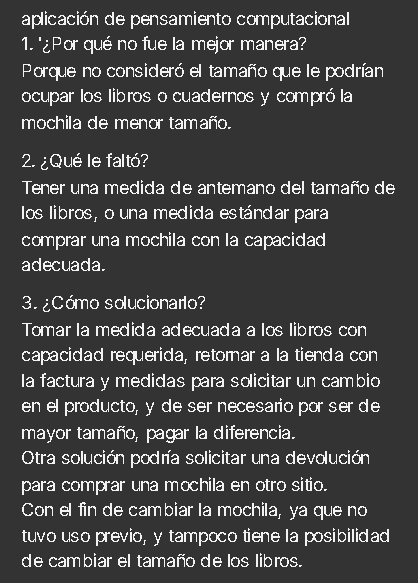 aplicación de pensamiento computacional
1. '¿Por qué no fue la mejor manera?
Porque no consideró el tamaño que le podrían
ocupar los libros o cuadernos y compró la
mochila de menor tamaño.
2. ¿Qué le faltó?
Tener una medida de antemano del tamaño de
los libros, o una medida estándar para
comprar una mochila con la capacidad
adecuada.
3. ¿Cómo solucionarlo?
Tomar la medida adecuada a los libros con
capacidad requerida, retornar a la tienda con
la factura y medidas para solicitar un cambio
en el producto, y de ser necesario por ser de
mayor tamaño, pagar la diferencia.
Otra solución podría solicitar una devolución
para comprar una mochila en otro sitio.
Con el fin de cambiar la mochila, ya que no
tuvo uso previo, y tampoco tiene la posibilidad
de cambiar el tamaño de los libros.